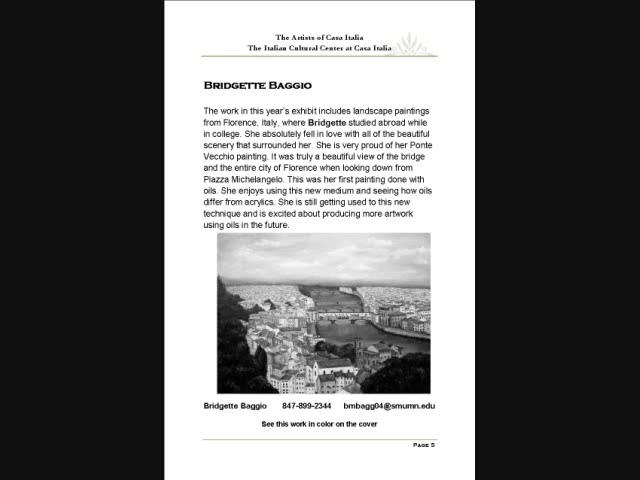 The Artists of Casa Italia
The Italian Cultural Center at Casa Italia
Bridgette Baggio
The work in this year's exhibit includes landscape paintings
from Florence, Italy, where Bridgette studied abroad while
in college. She absolutely fell in love with all of the beautiful
scenery that surrounded her. She is very proud of her Ponte
Vecchio painting. It was truly a beautiful view of the bridge
and the entire city of Florence when looking down from
Piazza Michelangelo. This was her first painting done with
oils. She enjoys using this new medium and seeing how oils
differ from acrylics. She is still getting used to this new
technique and is excited about producing more artwork
using oils in the future.
Bridgette Baggio 847-899-2344 bmbagg04@smumn.edu
See this work in color on the cover
Page 5